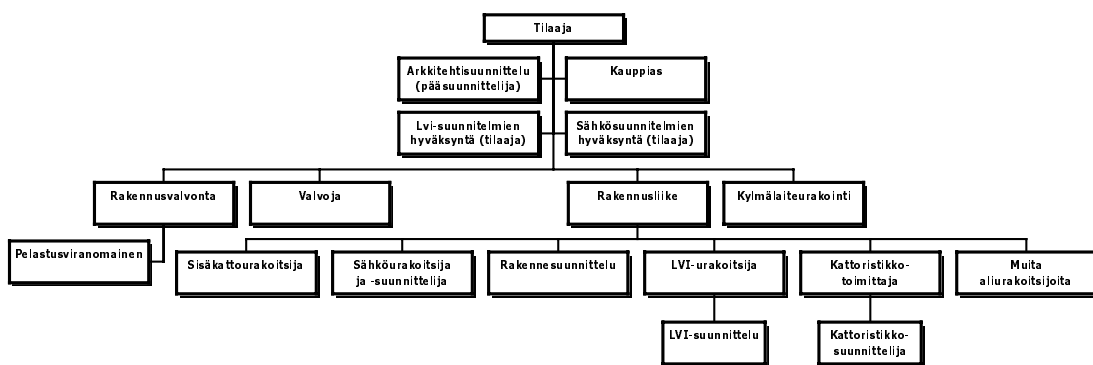 Tilaaja
Arkkitehtisuunnittelu
(pääsuunnittelija)
Kauppias
Lvi-suunnitelmien
hyväksyntä (tilaaja)
Sähkösuunnitelmien
hyväksyntä (tilaaja)
Rakennusvalvonta
Valvoja
Rakennusliike
Kylmälaiteurakointi
Pelastusviranomainen
Sisäkattourakoitsija
Sähköurakoitsija
ja -suunnittelija
Rakennesuunnittelu
LVI-urakoitsija
Kattoristikko-
toimittaja
Muita
aliurakoitsijoita
LVI-suunnittelu
Kattoristikko-
suunnittelija